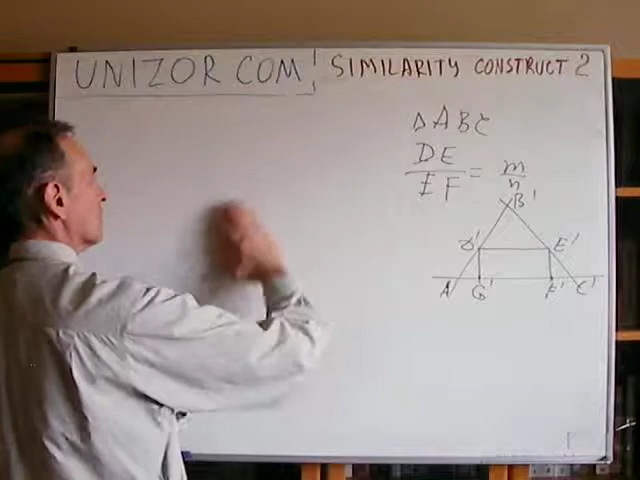 UNIZOR COM
SIMILARITY CONSTRUCT 2
Δ ABC
DE
EF
= m
n
B'
D' E'
A G' F' C'